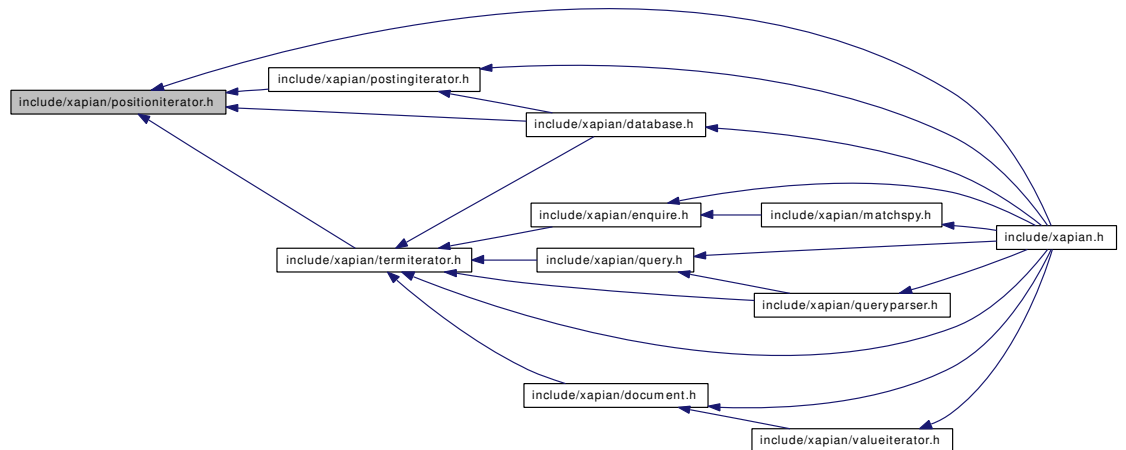 include/xapian/postingiterator.h
include/xapian/positioniterator.h
include/xapian/database.h
include/xapian/enquire.h
include/xapian/matchspy.h
include/xapian.h
include/xapian/termiterator.h
include/xapian/query.h
include/xapian/queryparser.h
include/xapian/document.h
include/xapian/valueiterator.h